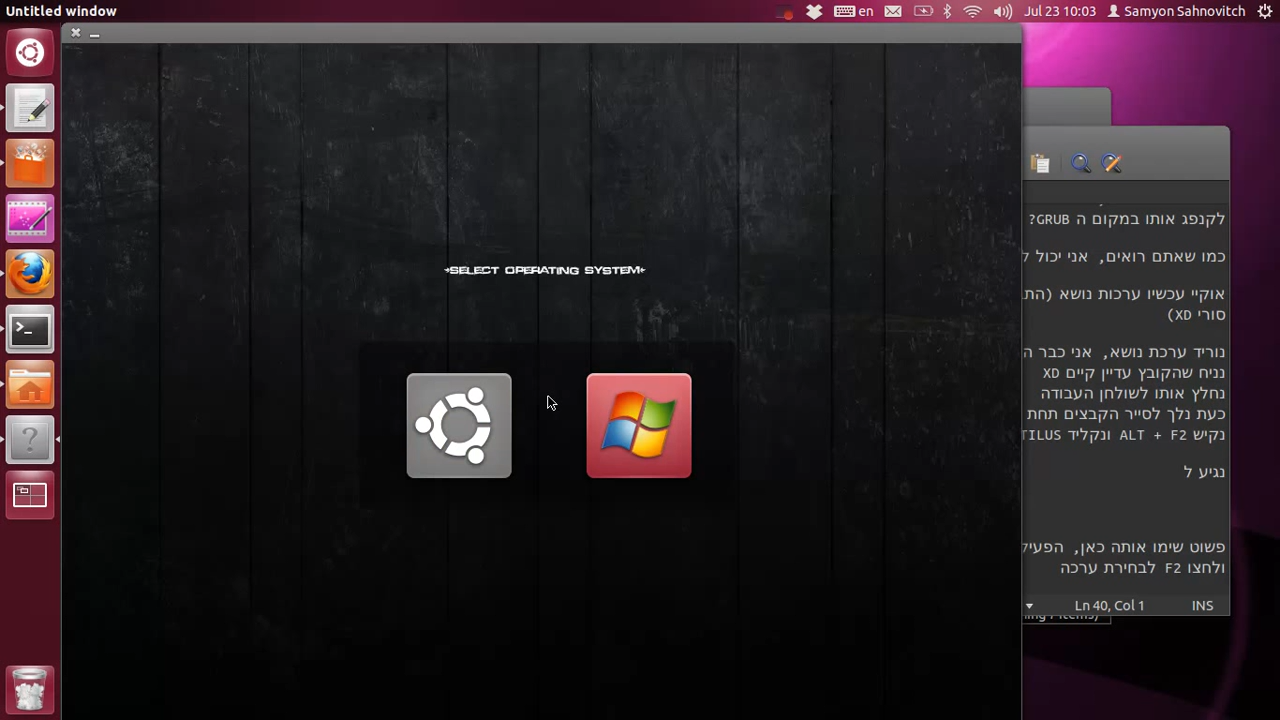 Untitled window
en
Jul 23 10:03
Samyon Sahnovitch
*SELECT OPERATING SYSTEM*
לקנפג אותו במקום ה GRUB?
כמו שאתם רואים, אני יכול ל
אוקיי עכשיו ערכות נושא (התו
סורי XD)
נוריד ערכת נושא, אני כבר ה
נניח שהקובץ עדיין קיים XD
נחלץ אותו לשולחן העבודה
כעת נלך לסייר הקבצים תחת
נקיש ALT + F2 ונקליד TILUS
נגיע ל
פשוט שימו אותה כאן, הפעיל
ולחצו F2 לבחירת ערכה
Ln 40, Col 1
INS